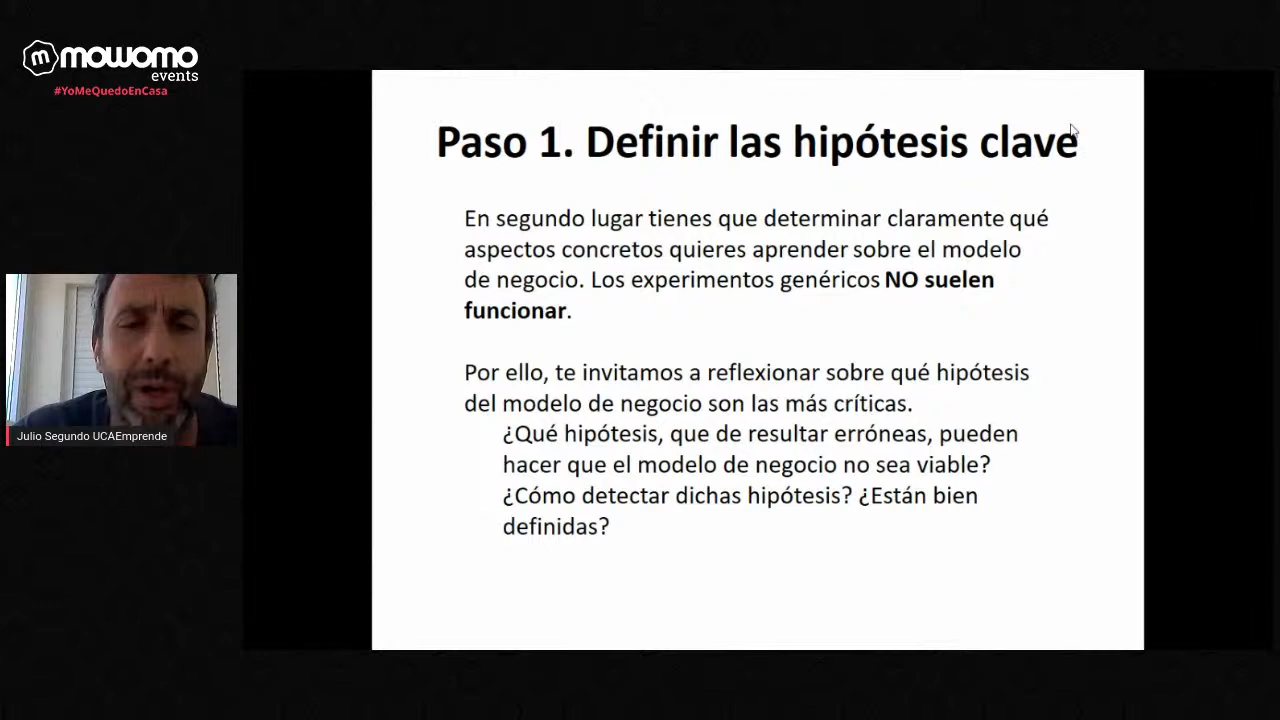 mowomo
events
#YoMeQuedoEnCasa
Paso 1. Definir las hipótesis clave
En segundo lugar tienes que determinar claramente qué
aspectos concretos quieres aprender sobre el modelo
de negocio. Los experimentos genéricos NO suelen
funcionar.
Por ello, te invitamos a reflexionar sobre qué hipótesis
del modelo de negocio son las más críticas.
¿Qué hipótesis, que de resultar erróneas, pueden
hacer que el modelo de negocio no sea viable?
¿Cómo detectar dichas hipótesis? ¿Están bien
definidas?
Julio Segundo UCAEmprende